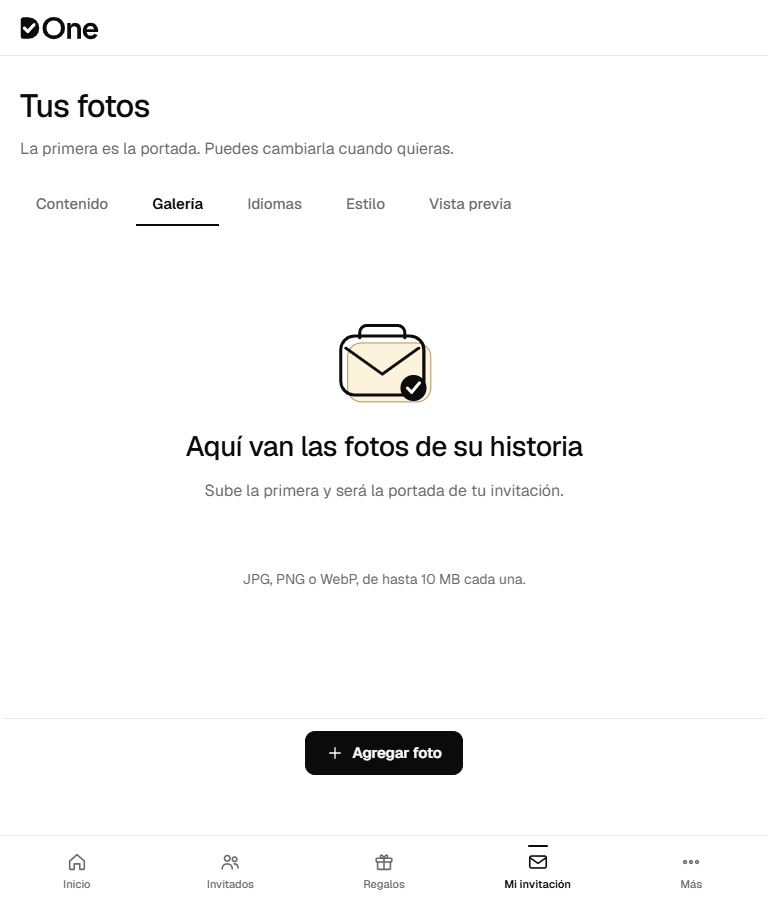 One
Tus fotos
La primera es la portada. Puedes cambiarla cuando quieras.
Contenido Galería Idiomas Estilo Vista previa
Aquí van las fotos de su historia
Sube la primera y será la portada de tu invitación.
JPG, PNG o WebP, de hasta 10 MB cada una.
Agregar foto
Inicio Invitados Regalos Mi invitación Más